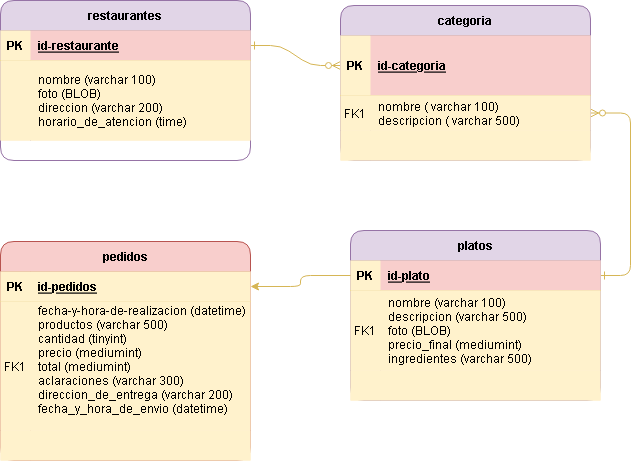 restaurantes
PK id-restaurante
nombre (varchar 100)
foto (BLOB)
direccion (varchar 200)
horario_de_atencion (time)
categoria
PK id-categoria
FK1 nombre ( varchar 100)
descripcion ( varchar 500)
pedidos
PK id-pedidos
fecha-y-hora-de-realizacion (datetime)
productos (varchar 500)
cantidad (tinyint)
precio (mediumint)
FK1 total (mediumint)
aclaraciones (varchar 300)
direccion_de_entrega (varchar 200)
fecha_y_hora_de_envio (datetime)
platos
PK id-plato
nombre (varchar 100)
descripcion (varchar 500)
FK1 foto (BLOB)
precio_final (mediumint)
ingredientes (varchar 500)